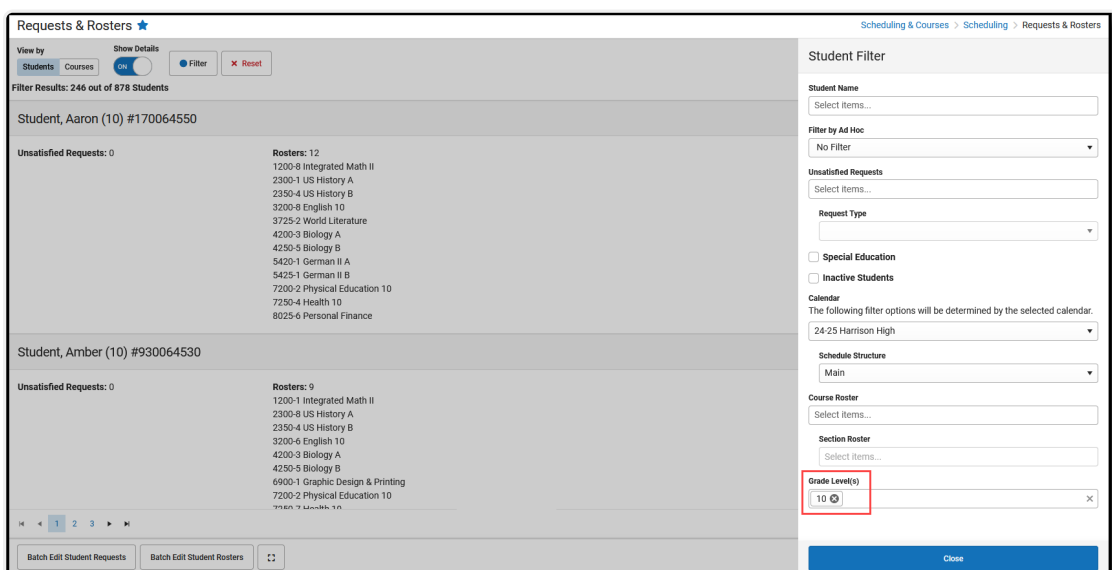 Requests & Rosters
Scheduling & Courses > Scheduling > Requests & Rosters
View by
Show Details
Students Courses
ON
Filter
Reset
Filter Results: 246 out of 878 Students
Student, Aaron (10) #170064550
Unsatisfied Requests: 0
Rosters: 12
1200-8 Integrated Math II
2300-1 US History A
2350-4 US History B
3200-8 English 10
3725-2 World Literature
4200-3 Biology A
4250-5 Biology B
5420-1 German II A
5425-1 German II B
7200-2 Physical Education 10
7250-4 Health 10
8025-6 Personal Finance
Student, Amber (10) #930064530
Unsatisfied Requests: 0
Rosters: 9
1200-1 Integrated Math II
2300-8 US History A
2350-4 US History B
3200-6 English 10
4200-3 Biology A
4250-5 Biology B
6900-1 Graphic Design & Printing
7200-2 Physical Education 10
7250-7 Health 10
1 2 3
Batch Edit Student Requests
Batch Edit Student Rosters
Student Filter
Student Name
Select items...
Filter by Ad Hoc
No Filter
Unsatisfied Requests
Select items...
Request Type
Special Education
Inactive Students
Calendar
The following filter options will be determined by the selected calendar.
24-25 Harrison High
Schedule Structure
Main
Course Roster
Select items...
Section Roster
Select items...
Grade Level(s)
10
Close